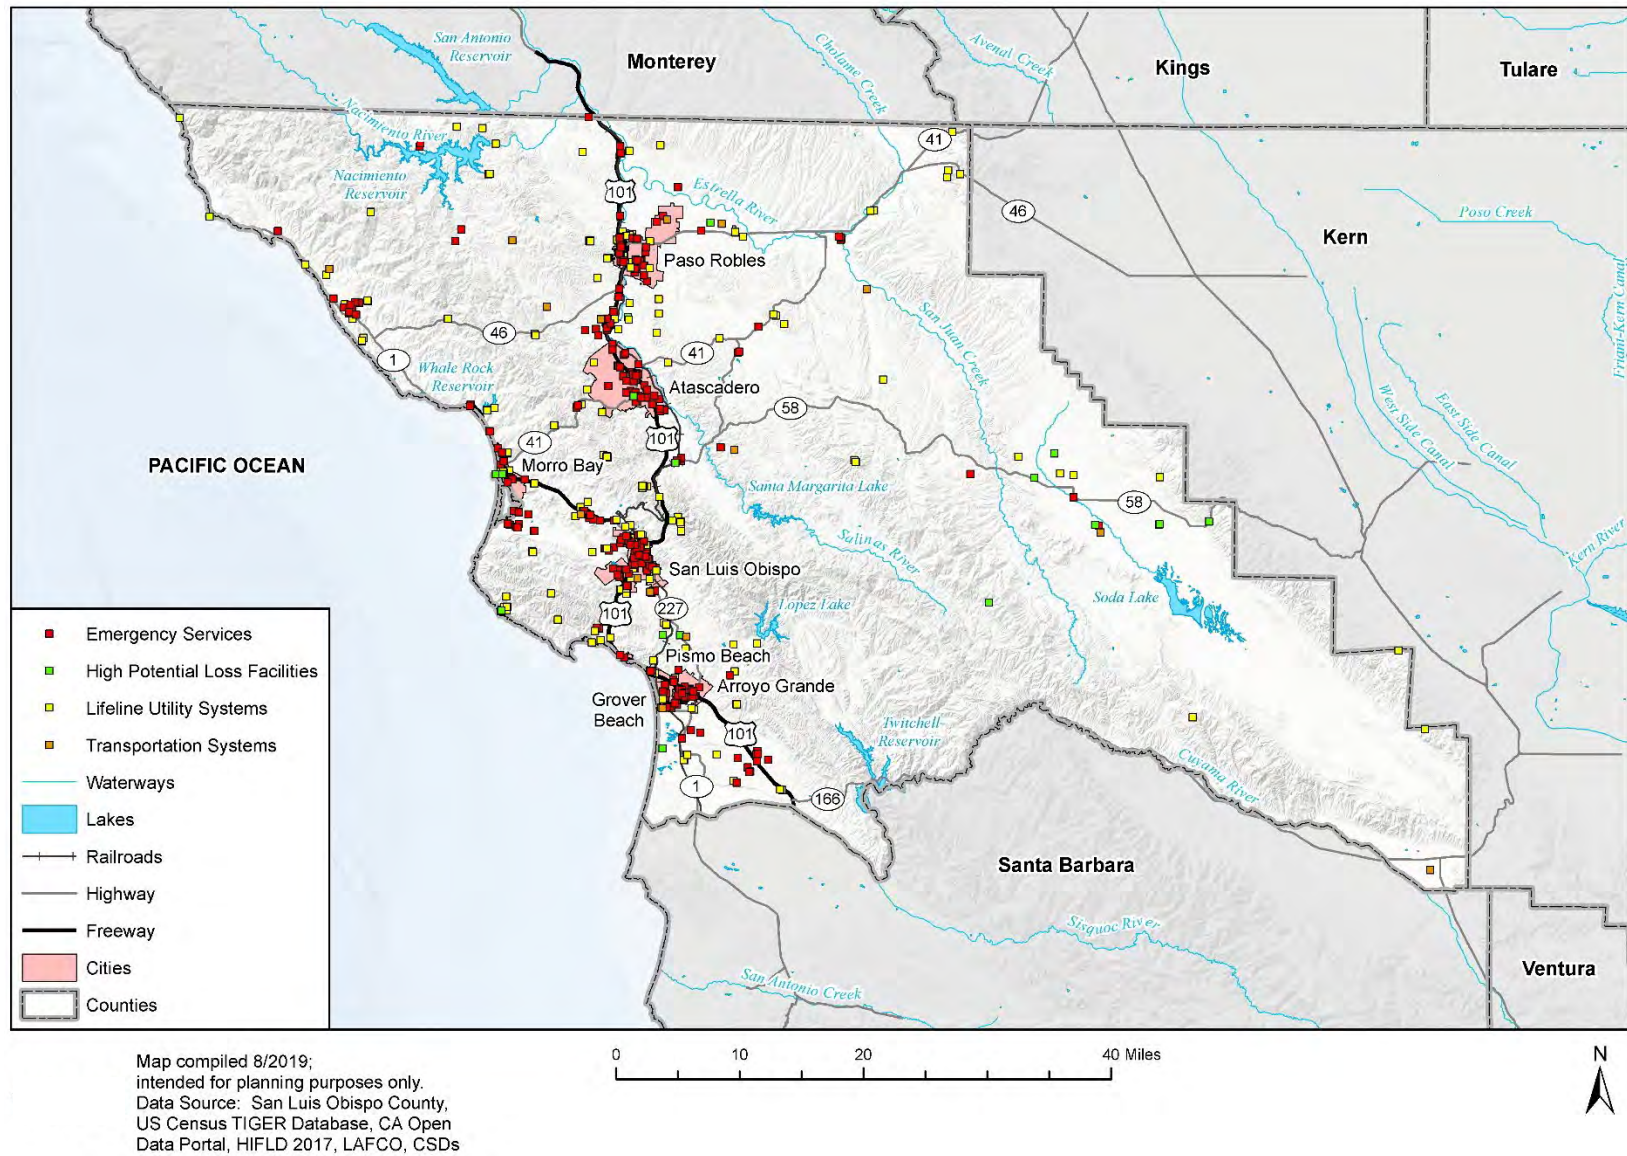 San Antonio
Reservoir
Monterey
Cholame Creek
Avenal Creek
Kings
Tulare
Nacimiento River
41
Nacimiento
Reservoir
101
Estrella River
46
Poso Creek
Kern
Paso Robles
Friant-Kern Canal
San Juan Creek
46
1
41
Whale Rock
Reservoir
Atascadero
West Side Canal
East Side Canal
58
41
101
PACIFIC OCEAN
Morro Bay
Santa Margarita Lake
58
Salinas River
Kern River
San Luis Obispo
Soda Lake
101
227
Lopez Lake
Pismo Beach
Arroyo Grande
Grover
Beach
101
Twitchell
Reservoir
Cuyama River
1
166
Santa Barbara
Sisquoc River
Ventura
San Antonio Creek
Emergency Services
High Potential Loss Facilities
Lifeline Utility Systems
Transportation Systems
Waterways
Lakes
Railroads
Highway
Freeway
Cities
Counties
Map compiled 8/2019;
intended for planning purposes only.
Data Source: San Luis Obispo County,
US Census TIGER Database, CA Open
Data Portal, HIFLD 2017, LAFCO, CSDs
0 10 20 40 Miles
N